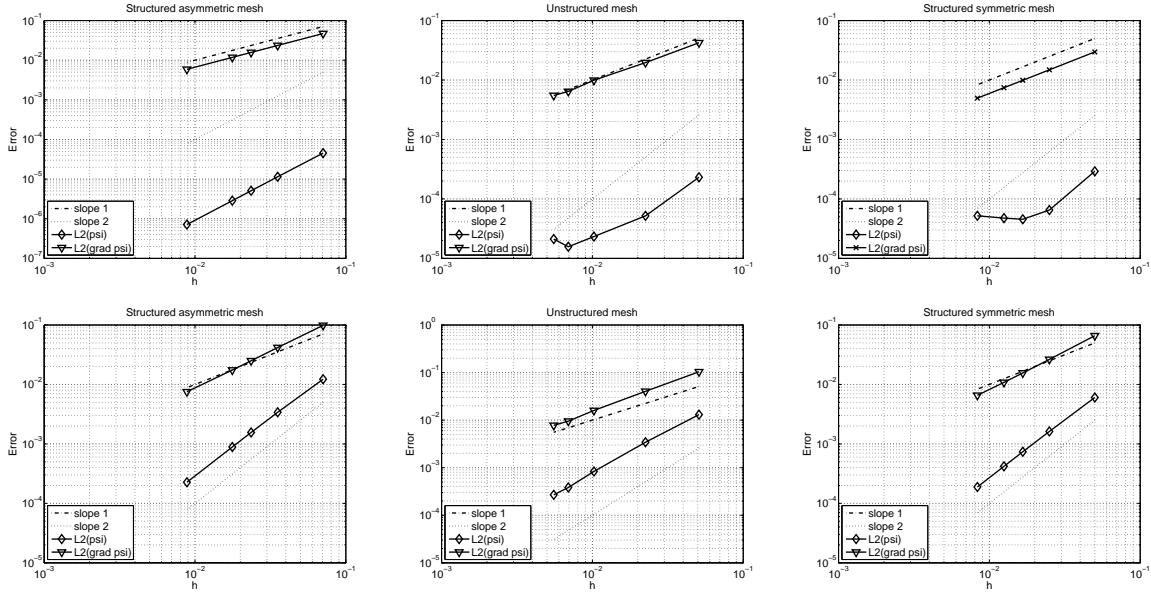 Structured asymmetric mesh
10^-1
10^-2
10^-3
10^-4
10^-5
10^-6
10^-7
Error
slope 1
slope 2
L2(psi)
L2(grad psi)
10^-3
10^-2
10^-1
h
Unstructured mesh
10^-1
10^-2
10^-3
10^-4
10^-5
Error
slope 1
slope 2
L2(psi)
L2(grad psi)
10^-3
10^-2
10^-1
h
Structured symmetric mesh
10^-1
10^-2
10^-3
10^-4
10^-5
Error
slope 1
slope 2
L2(psi)
L2(grad psi)
10^-3
10^-2
10^-1
h
Structured asymmetric mesh
10^-1
10^-2
10^-3
10^-4
10^-5
Error
slope 1
slope 2
L2(psi)
L2(grad psi)
10^-3
10^-2
10^-1
h
Unstructured mesh
10^0
10^-1
10^-2
10^-3
10^-4
10^-5
Error
slope 1
slope 2
L2(psi)
L2(grad psi)
10^-3
10^-2
10^-1
h
Structured symmetric mesh
10^-1
10^-2
10^-3
10^-4
10^-5
Error
slope 1
slope 2
L2(psi)
L2(grad psi)
10^-3
10^-2
10^-1
h